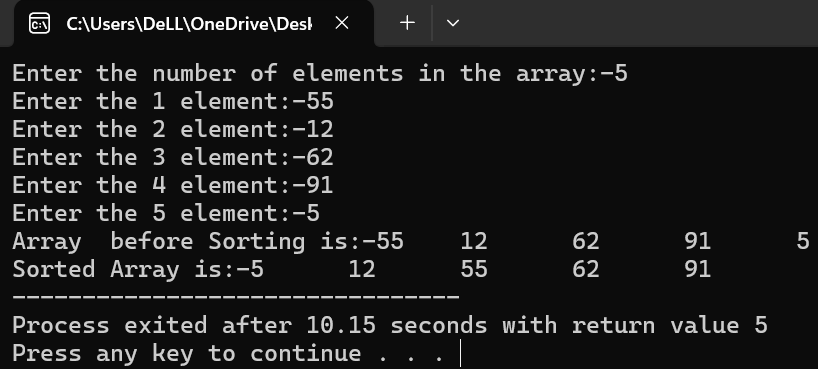 C:\Users\DeLL\OneDrive\Desk
Enter the number of elements in the array:-5
Enter the 1 element:-55
Enter the 2 element:-12
Enter the 3 element:-62
Enter the 4 element:-91
Enter the 5 element:-5
Array  before Sorting is:-55    12      62      91      5
Sorted Array is:-5      12      55      62      91
--------------------------------
Process exited after 10.15 seconds with return value 5
Press any key to continue . . .